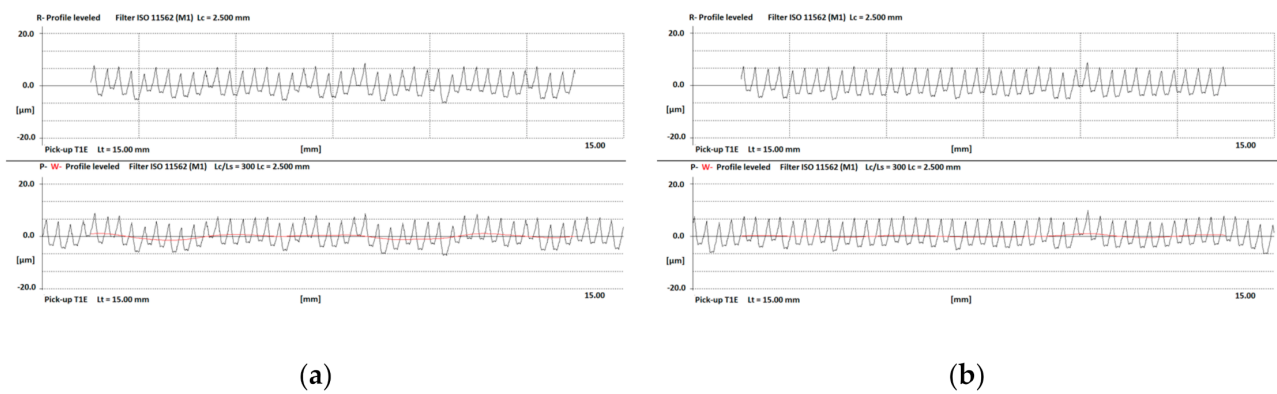 R- Profile leveled Filter ISO 11562 (M1) Lc = 2.500 mm
20.0
0.0
[µm]
-20.0
Pick-up T1E Lt = 15.00 mm [mm] 15.00
P- W- Profile leveled Filter ISO 11562 (M1) Lc/Ls = 300 Lc = 2.500 mm
20.0
0.0
[µm]
-20.0
Pick-up T1E Lt = 15.00 mm [mm] 15.00
(a)
R- Profile leveled Filter ISO 11562 (M1) Lc = 2.500 mm
20.0
0.0
[µm]
-20.0
Pick-up T1E Lt = 15.00 mm [mm] 15.00
P- W- Profile leveled Filter ISO 11562 (M1) Lc/Ls = 300 Lc = 2.500 mm
20.0
0.0
[µm]
-20.0
Pick-up T1E Lt = 15.00 mm [mm] 15.00
(b)